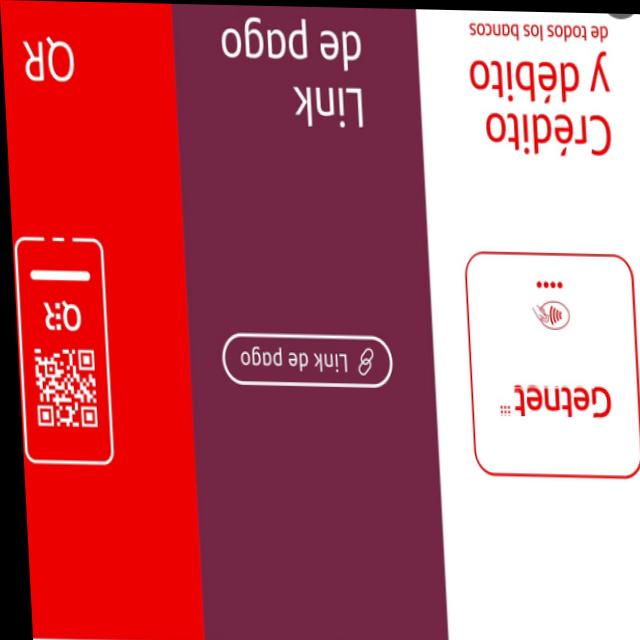 Getnet
Crédito
y débito
de todos los bancos
Link de pago
Link
de pago
QR
QR